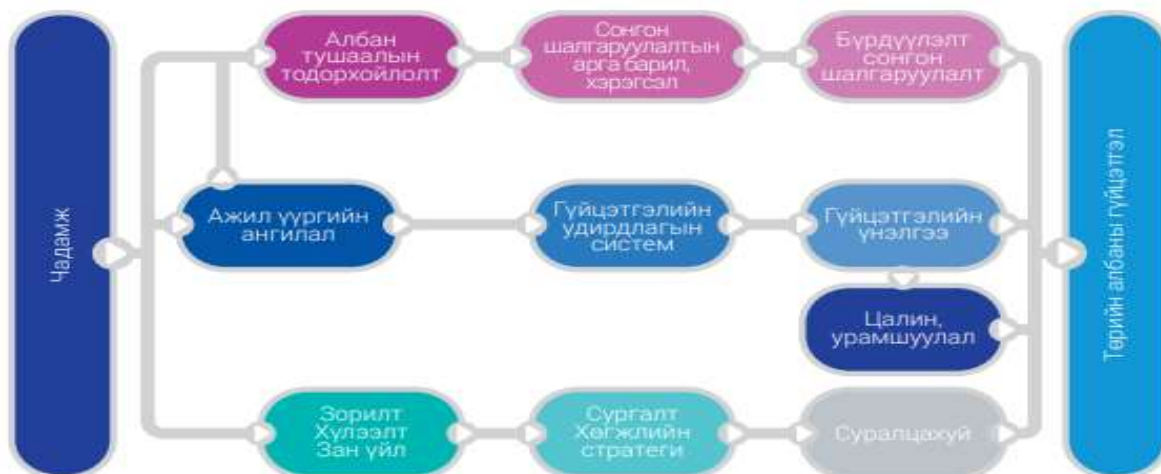 Чадамж
Албан
тушаалын
тодорхойлолт
Сонгон
шалгаруулалтын
арга барил,
хэрэгсэл
Бүрдүүлэлт
сонгон
шалгаруулалт
Ажил үүргийн
ангилал
Гүйцэтгэлийн
удирдлагын
систем
Гүйцэтгэлийн
үнэлгээ
Цалин,
урамшуулал
Зорилт
Хүлээлт
Зан үйл
Сургалт
Хөгжлийн
стратеги
Суралцахуй
Төрийн албаны гүйцэтгэл